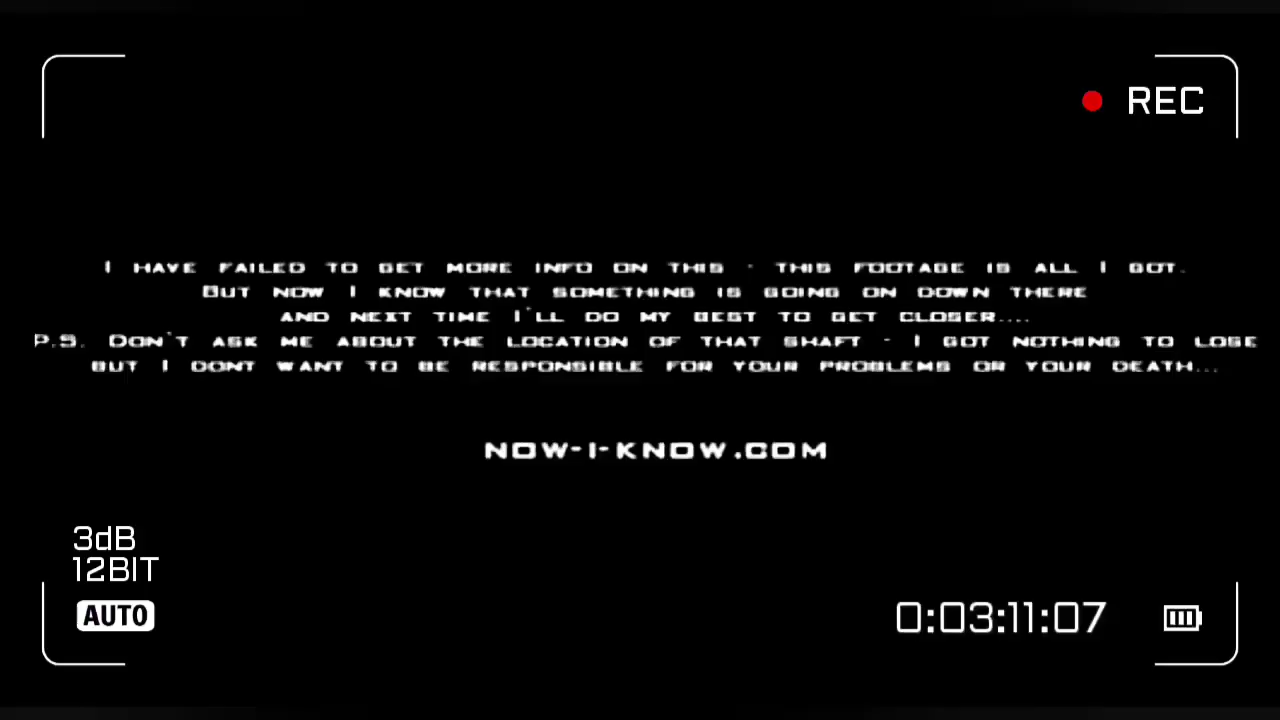 REC
I HAVE FAILED TO GET MORE INFO ON THIS - THIS FOOTAGE IS ALL I GOT.
BUT NOW I KNOW THAT SOMETHING IS GOING ON DOWN THERE
AND NEXT TIME I'LL DO MY BEST TO GET CLOSER....
P.S. DON'T ASK ME ABOUT THE LOCATION OF THAT SHAFT - I GOT NOTHING TO LOSE
BUT I DONT WANT TO BE RESPONSIBLE FOR YOUR PROBLEMS OR YOUR DEATH...
NOW-I-KNOW.COM
3dB
12BIT
AUTO
0:03:11:07